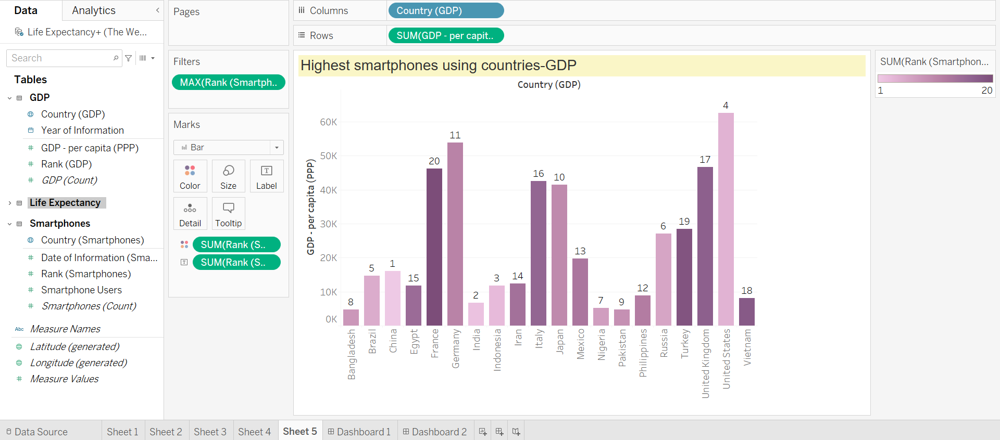 Data
Analytics
Life Expectancy+ (The We...
Search
Tables
GDP
Country (GDP)
Year of Information
GDP - per capita (PPP)
Rank (GDP)
GDP (Count)
Life Expectancy
Smartphones
Country (Smartphones)
Date of Information (Sma...
Rank (Smartphones)
Smartphone Users
Smartphones (Count)
Abc Measure Names
Latitude (generated)
Longitude (generated)
Measure Values
Pages
Filters
MAX(Rank (Smartph..
Marks
Bar
Color Size Label
Detail Tooltip
SUM(Rank (S..
SUM(Rank (S..
Columns Country (GDP)
Rows SUM(GDP - per capit..
Highest smartphones using countries-GDP
Country (GDP)
GDP - per capita (PPP)
60K
50K
40K
30K
20K
10K
0K
8 5 1 15 20 11 2 3 14 16 10 13 7 9 12 6 19 17 4 18
Bangladesh
Brazil
China
Egypt
France
Germany
India
Indonesia
Iran
Italy
Japan
Mexico
Nigeria
Pakistan
Philippines
Russia
Turkey
United Kingdom
United States
Vietnam
SUM(Rank (Smartphon...
1 20
Data Source Sheet 1 Sheet 2 Sheet 3 Sheet 4 Sheet 5 Dashboard 1 Dashboard 2